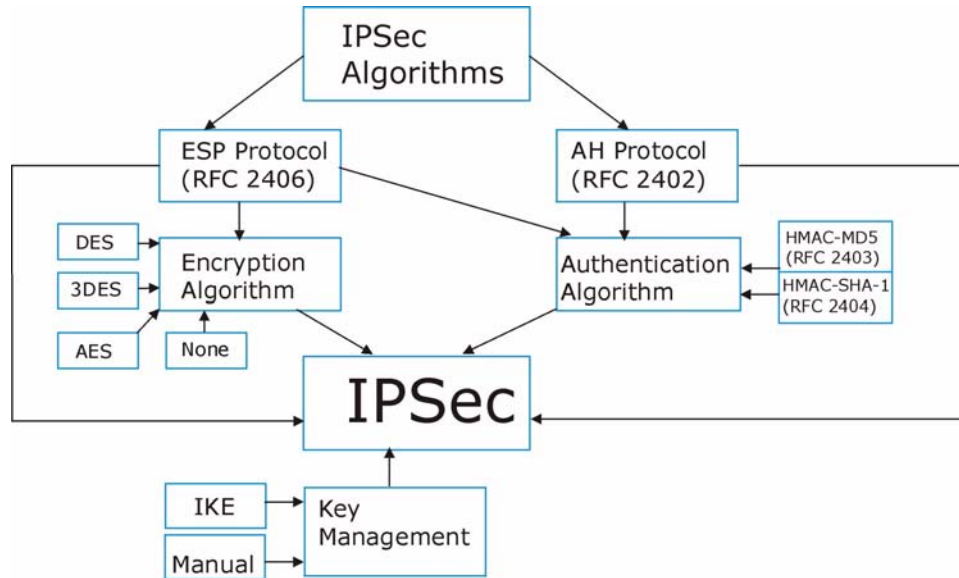 IPSec
Algorithms
ESP Protocol
(RFC 2406)
AH Protocol
(RFC 2402)
DES
3DES
AES
None
Encryption
Algorithm
Authentication
Algorithm
HMAC-MD5
(RFC 2403)
HMAC-SHA-1
(RFC 2404)
IPSec
IKE
Manual
Key
Management